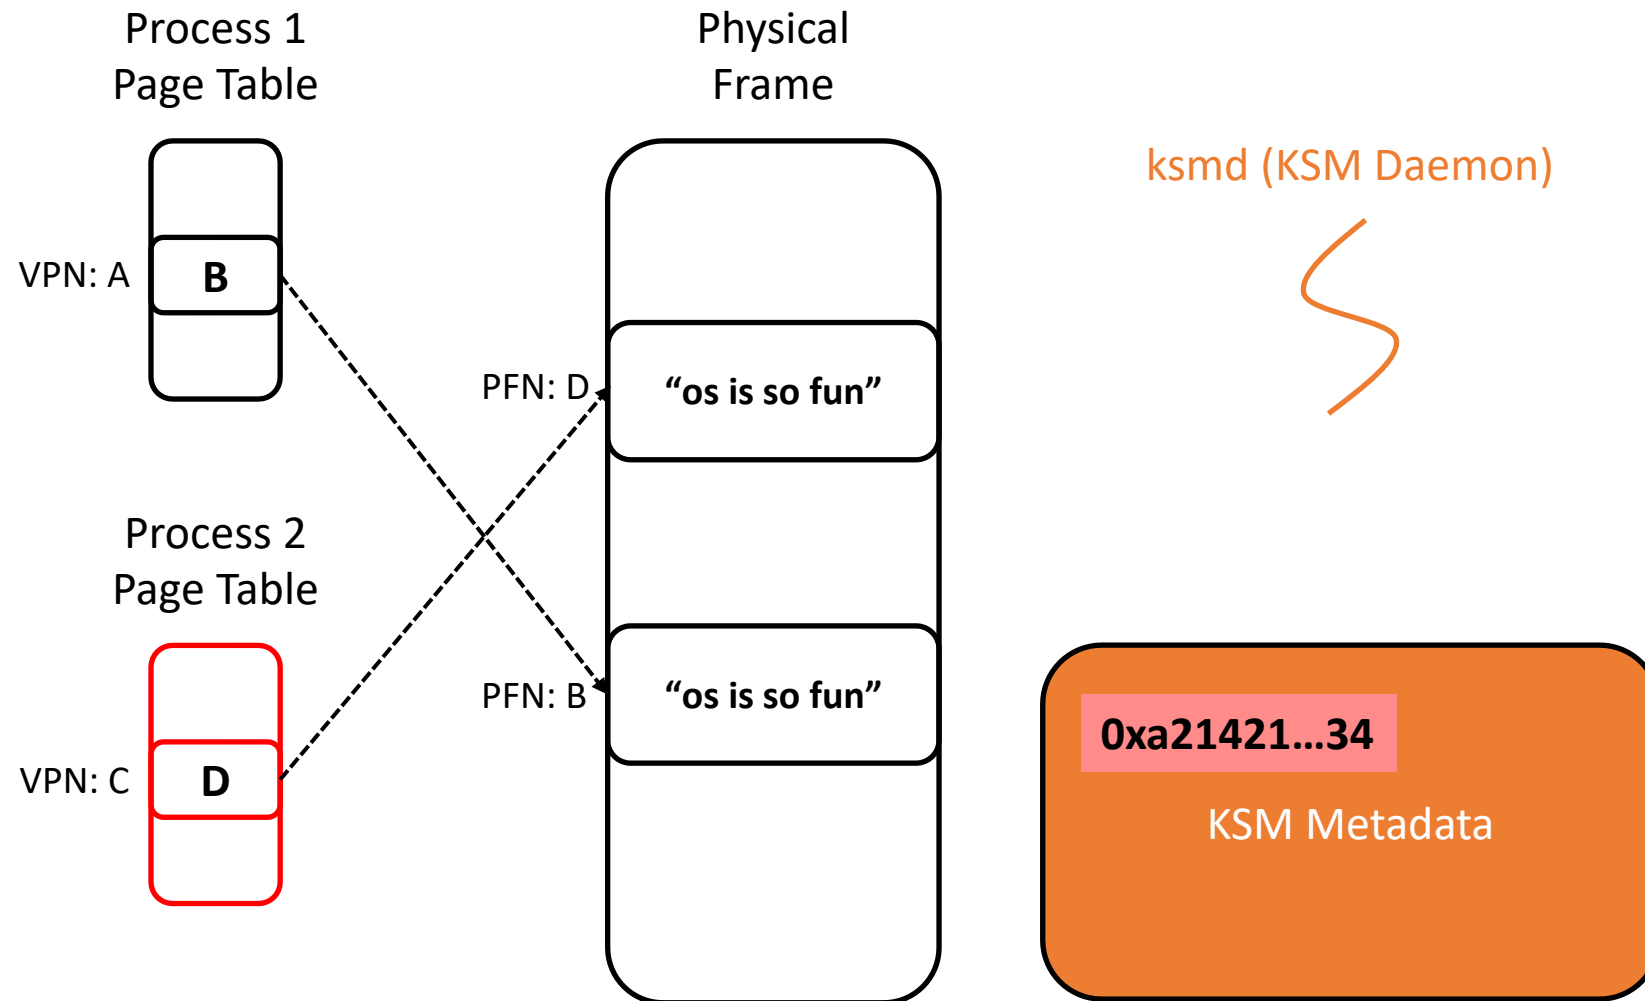 Process 1
Page Table
Physical
Frame
ksmd (KSM Daemon)
VPN: A
B
PFN: D
“os is so fun”
Process 2
Page Table
PFN: B
“os is so fun”
VPN: C
D
0xa21421...34
KSM Metadata